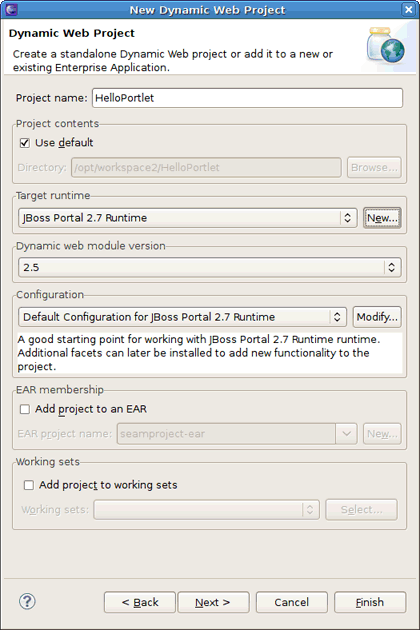 New Dynamic Web Project
Dynamic Web Project
Create a standalone Dynamic Web project or add it to a new or
existing Enterprise Application.
Project name: HelloPortlet
Project contents
Use default
Directory: /opt/workspace2/HelloPortlet Browse...
Target runtime
JBoss Portal 2.7 Runtime New...
Dynamic web module version
2.5
Configuration
Default Configuration for JBoss Portal 2.7 Runtime Modify...
A good starting point for working with JBoss Portal 2.7 Runtime runtime.
Additional facets can later be installed to add new functionality to the
project.
EAR membership
Add project to an EAR
EAR project name: seamproject-ear New...
Working sets
Add project to working sets
Working sets: Select...
? < Back Next > Cancel Finish